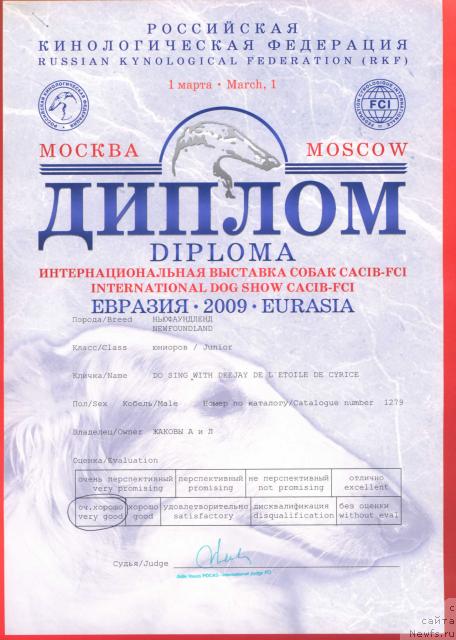 РОССИЙСКАЯ
КИНОЛОГИЧЕСКАЯ ФЕДЕРАЦИЯ
RUSSIAN KYNOLOGICAL FEDERATION (RKF)
1 марта • March, 1
FCI
МОСКВА MOSCOW
ДИПЛОМ
DIPLOMA
ИНТЕРНАЦИОНАЛЬНАЯ ВЫСТАВКА СОБАК CACIB-FCI
INTERNATIONAL DOG SHOW CACIB-FCI
ЕВРАЗИЯ • 2009 • EURASIA
Порода/Breed НЬЮФАУНДЛЕНД
NEWFOUNDLAND
Класс/Class юниоров / Junior
Кличка/Name DO SING WITH DEEJAY DE L'ETOILE DE CYRICE
Пол/Sex Кобель/Male Номер по каталогу/Catalogue number 1279
Владелец/Owner ЖАКОВЫ А и Л
Оценка/Evaluation
очень перспективный перспективный не перспективный отлично
very promising promising not promising excellent
оч.хорошо хорошо удовлетворительно дисквалификация без оценки
very good good satisfactory disqualification without eval
Судья/Judge
International Judge FCI
с
сайта
Newfs.ru